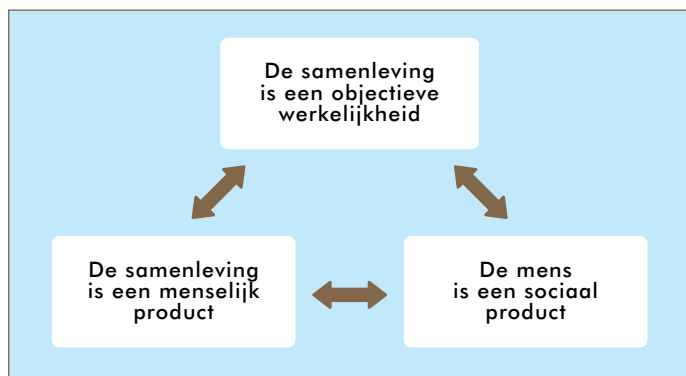 De samenleving
is een objectieve
werkelijkheid
De samenleving
is een menselijk
product
De mens
is een sociaal
product